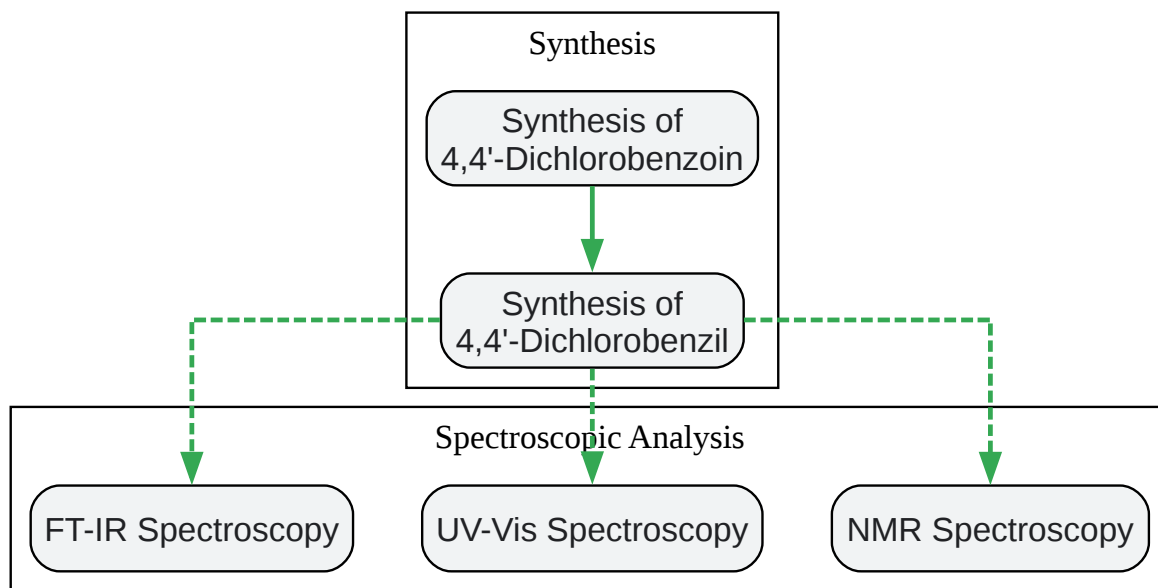 Synthesis
Synthesis of
4,4'-Dichlorobenzoin
Synthesis of
4,4'-Dichlorobenzil
Spectroscopic Analysis
FT-IR Spectroscopy
UV-Vis Spectroscopy
NMR Spectroscopy